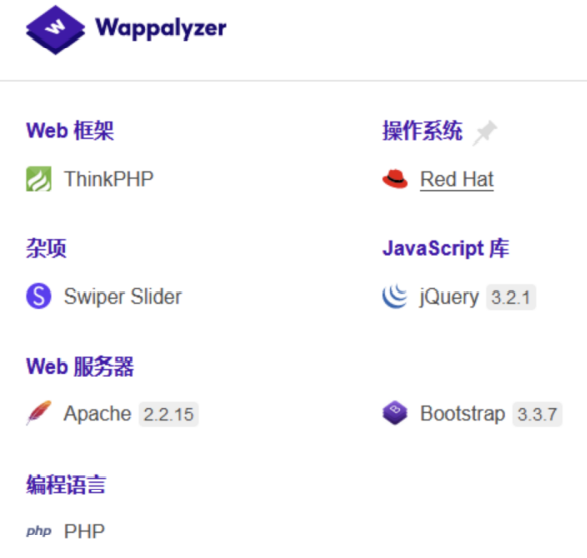 Wappalyzer
Web 框架
ThinkPHP
操作系统
Red Hat
杂项
Swiper Slider
JavaScript 库
jQuery 3.2.1
Web 服务器
Apache 2.2.15
Bootstrap 3.3.7
编程语言
php PHP